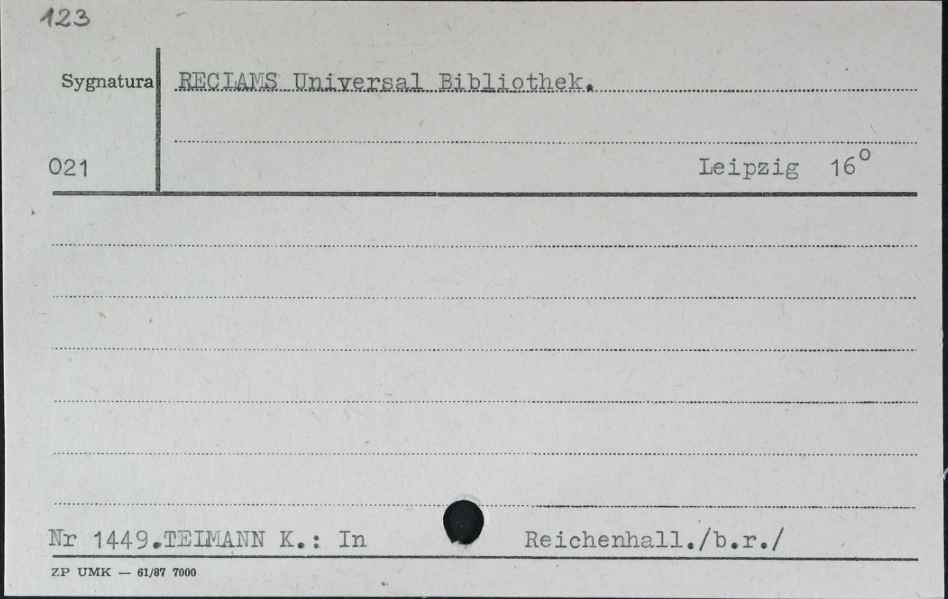 123
Sygnatura RECLAMS Universal Bibliothek.
021 Leipzig 16°
Nr 1449.TEIMANN K.: In Reichenhall./b.r./
ZP UMK — 61/87 7000